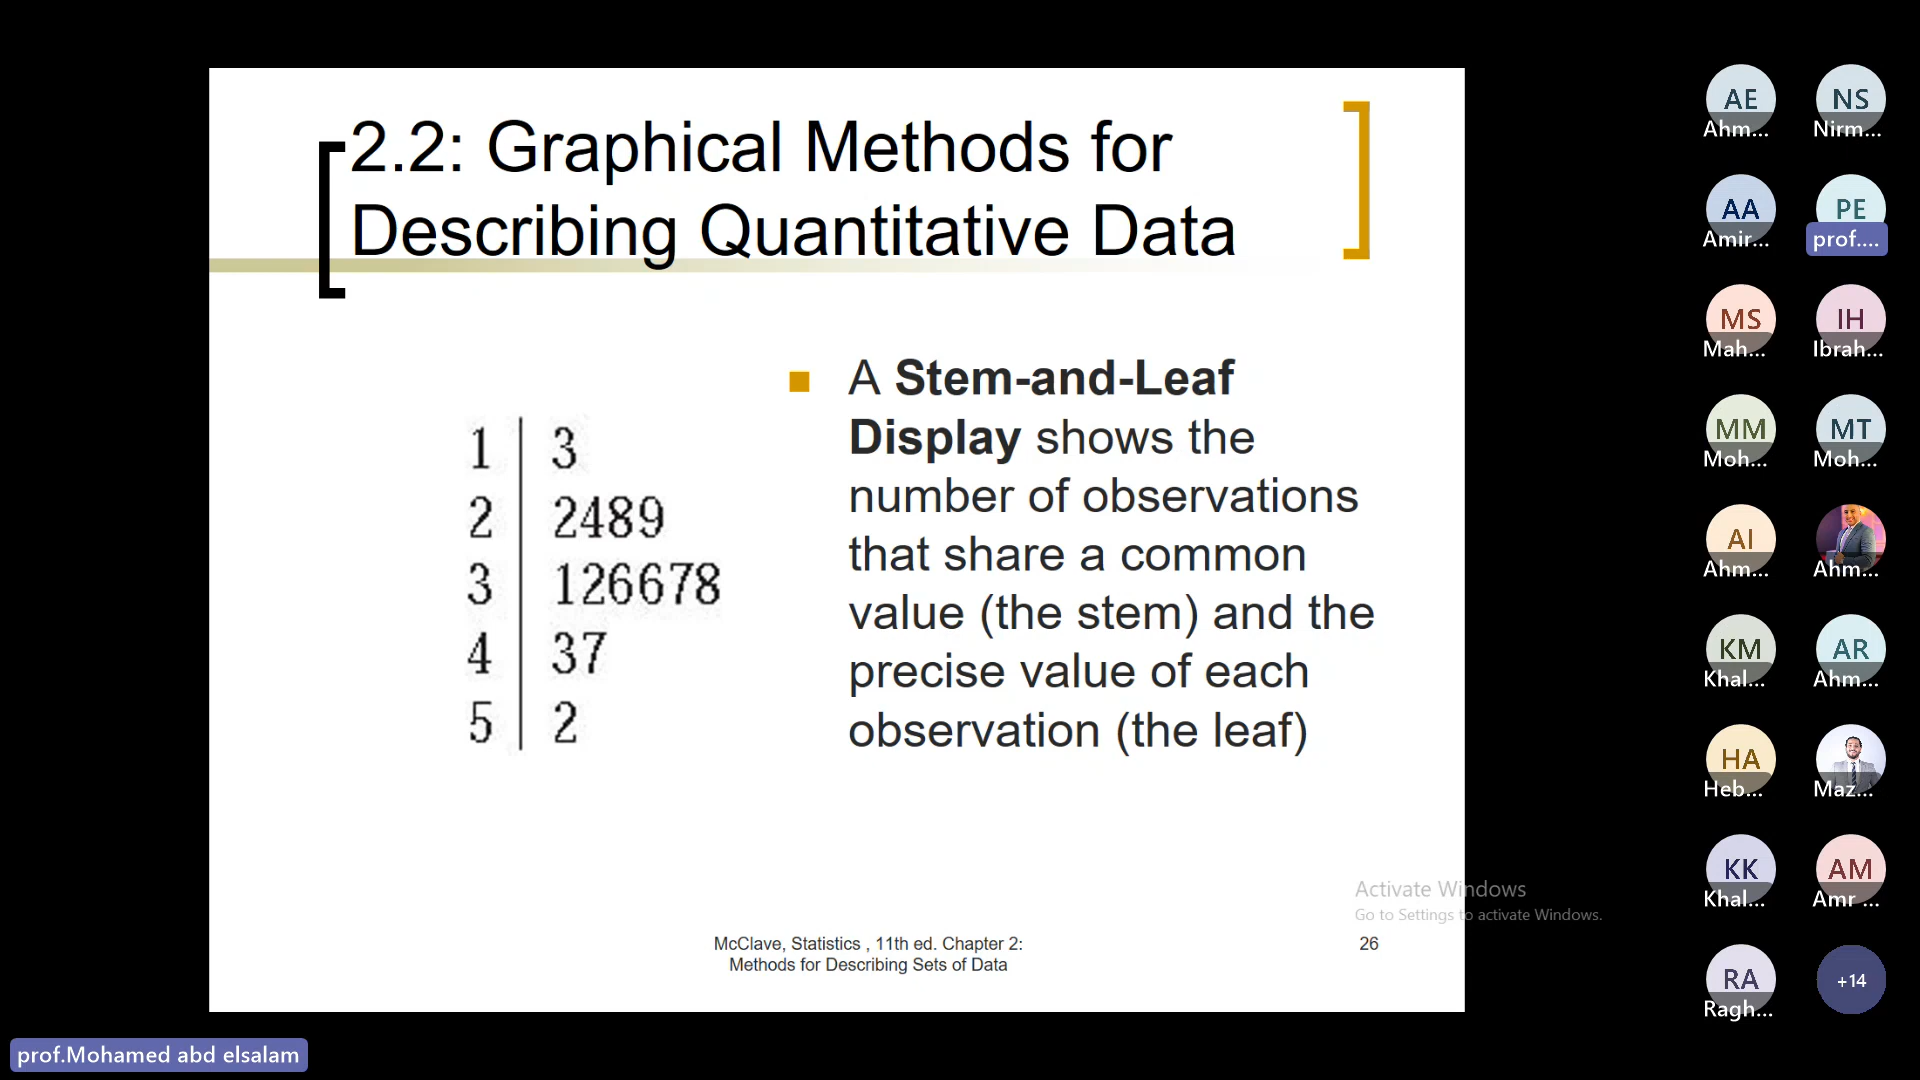 2.2: Graphical Methods for
Describing Quantitative Data
1 3
2 2489
3 126678
4 37
5 2
A Stem-and-Leaf
Display shows the
number of observations
that share a common
value (the stem) and the
precise value of each
observation (the leaf)
McClave, Statistics , 11th ed. Chapter 2:
Methods for Describing Sets of Data
26
Activate Windows
Go to Settings to activate Windows.
AE NS
Ahm... Nirm...
AA PE
Amir... prof....
MS IH
Mah... Ibrah...
MM MT
Moh... Moh...
AI
Ahm... Ahm...
KM AR
Khal... Ahm...
HA
Heb... Maz...
KK AM
Khal... Amr ...
RA +14
Ragh...
prof.Mohamed abd elsalam